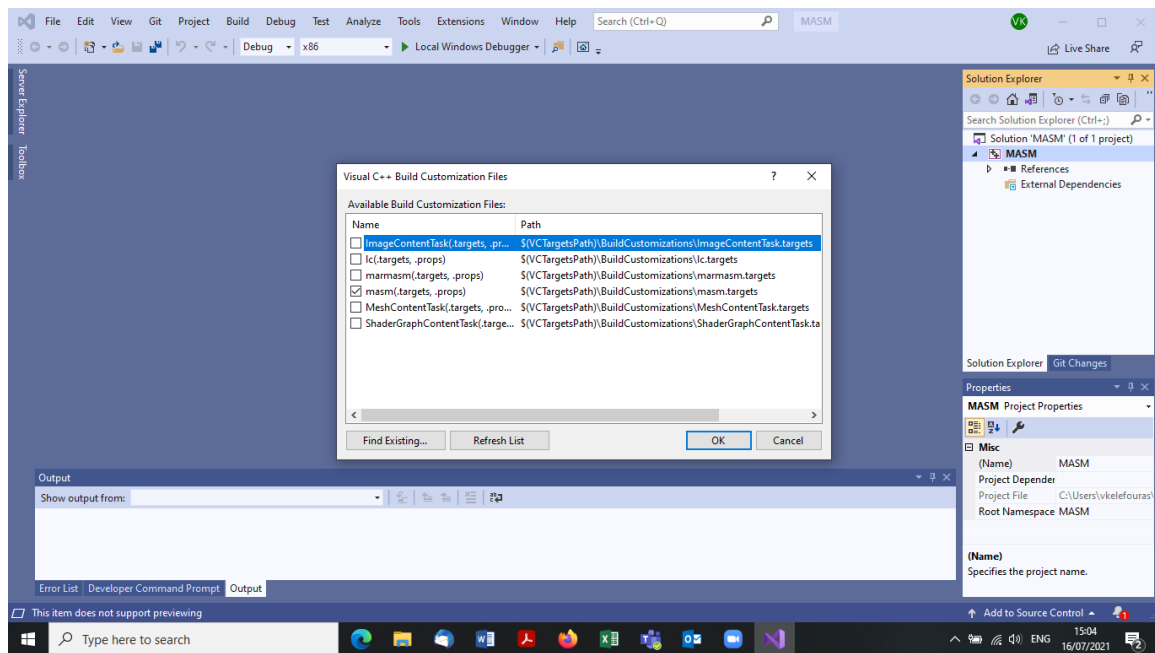 File Edit View Git Project Build Debug Test Analyze Tools Extensions Window Help Search (Ctrl+Q) MASM VK
Debug x86 Local Windows Debugger Live Share
Server Explorer
Toolbox
Solution Explorer
Search Solution Explorer (Ctrl+;)
Solution 'MASM' (1 of 1 project)
MASM
References
External Dependencies
Visual C++ Build Customization Files ?
Available Build Customization Files:
Name Path
ImageContentTask(.targets, .pr... $(VCTargetsPath)\BuildCustomizations\ImageContentTask.targets
lc(.targets, .props) $(VCTargetsPath)\BuildCustomizations\lc.targets
marmasm(.targets, .props) $(VCTargetsPath)\BuildCustomizations\marmasm.targets
masm(.targets, .props) $(VCTargetsPath)\BuildCustomizations\masm.targets
MeshContentTask(.targets, .pro... $(VCTargetsPath)\BuildCustomizations\MeshContentTask.targets
ShaderGraphContentTask(.targe... $(VCTargetsPath)\BuildCustomizations\ShaderGraphContentTask.ta
Find Existing... Refresh List OK Cancel
Solution Explorer Git Changes
Properties
MASM Project Properties
Misc
(Name) MASM
Project Depender
Project File C:\Users\vkelefouras\
Root Namespace MASM
(Name)
Specifies the project name.
Output
Show output from:
Error List Developer Command Prompt Output
This item does not support previewing Add to Source Control 1
Type here to search ENG 15:04
16/07/2021 2